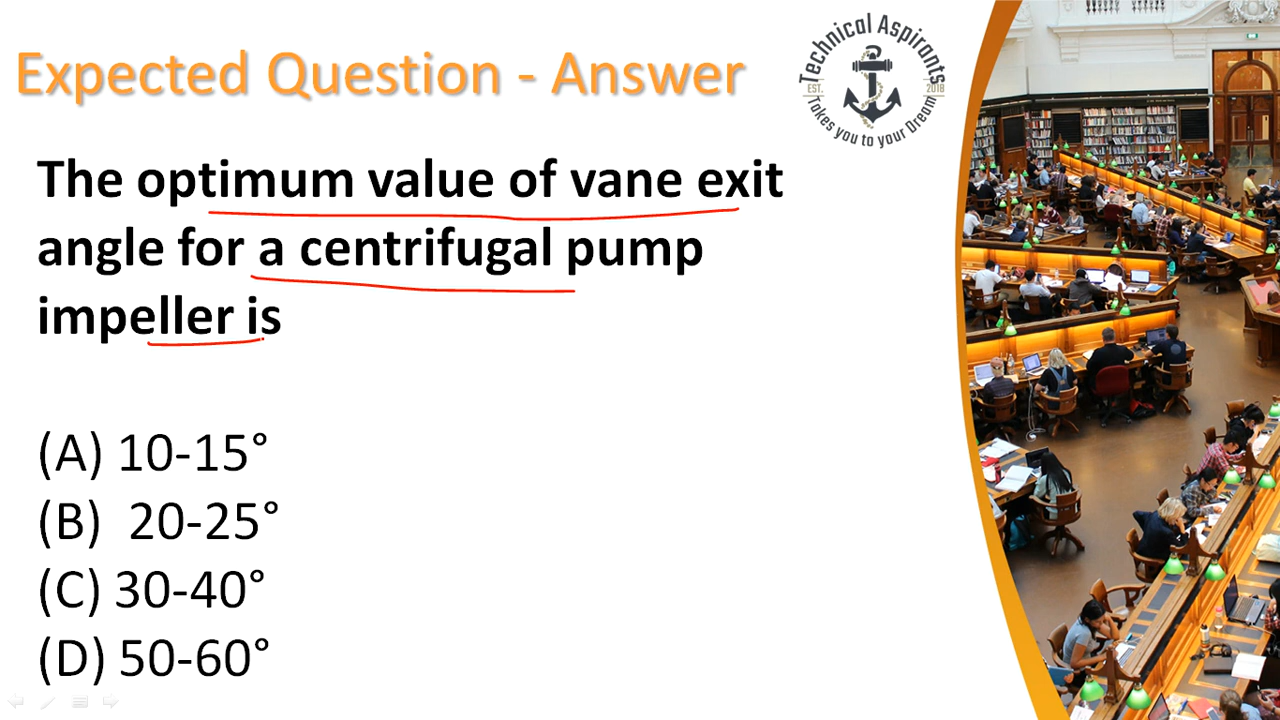 Expected Question - Answer
Technical Aspirants
EST. 2018
Takes you to your Dream
The optimum value of vane exit
angle for a centrifugal pump
impeller is
(A) 10-15°
(B) 20-25°
(C) 30-40°
(D) 50-60°